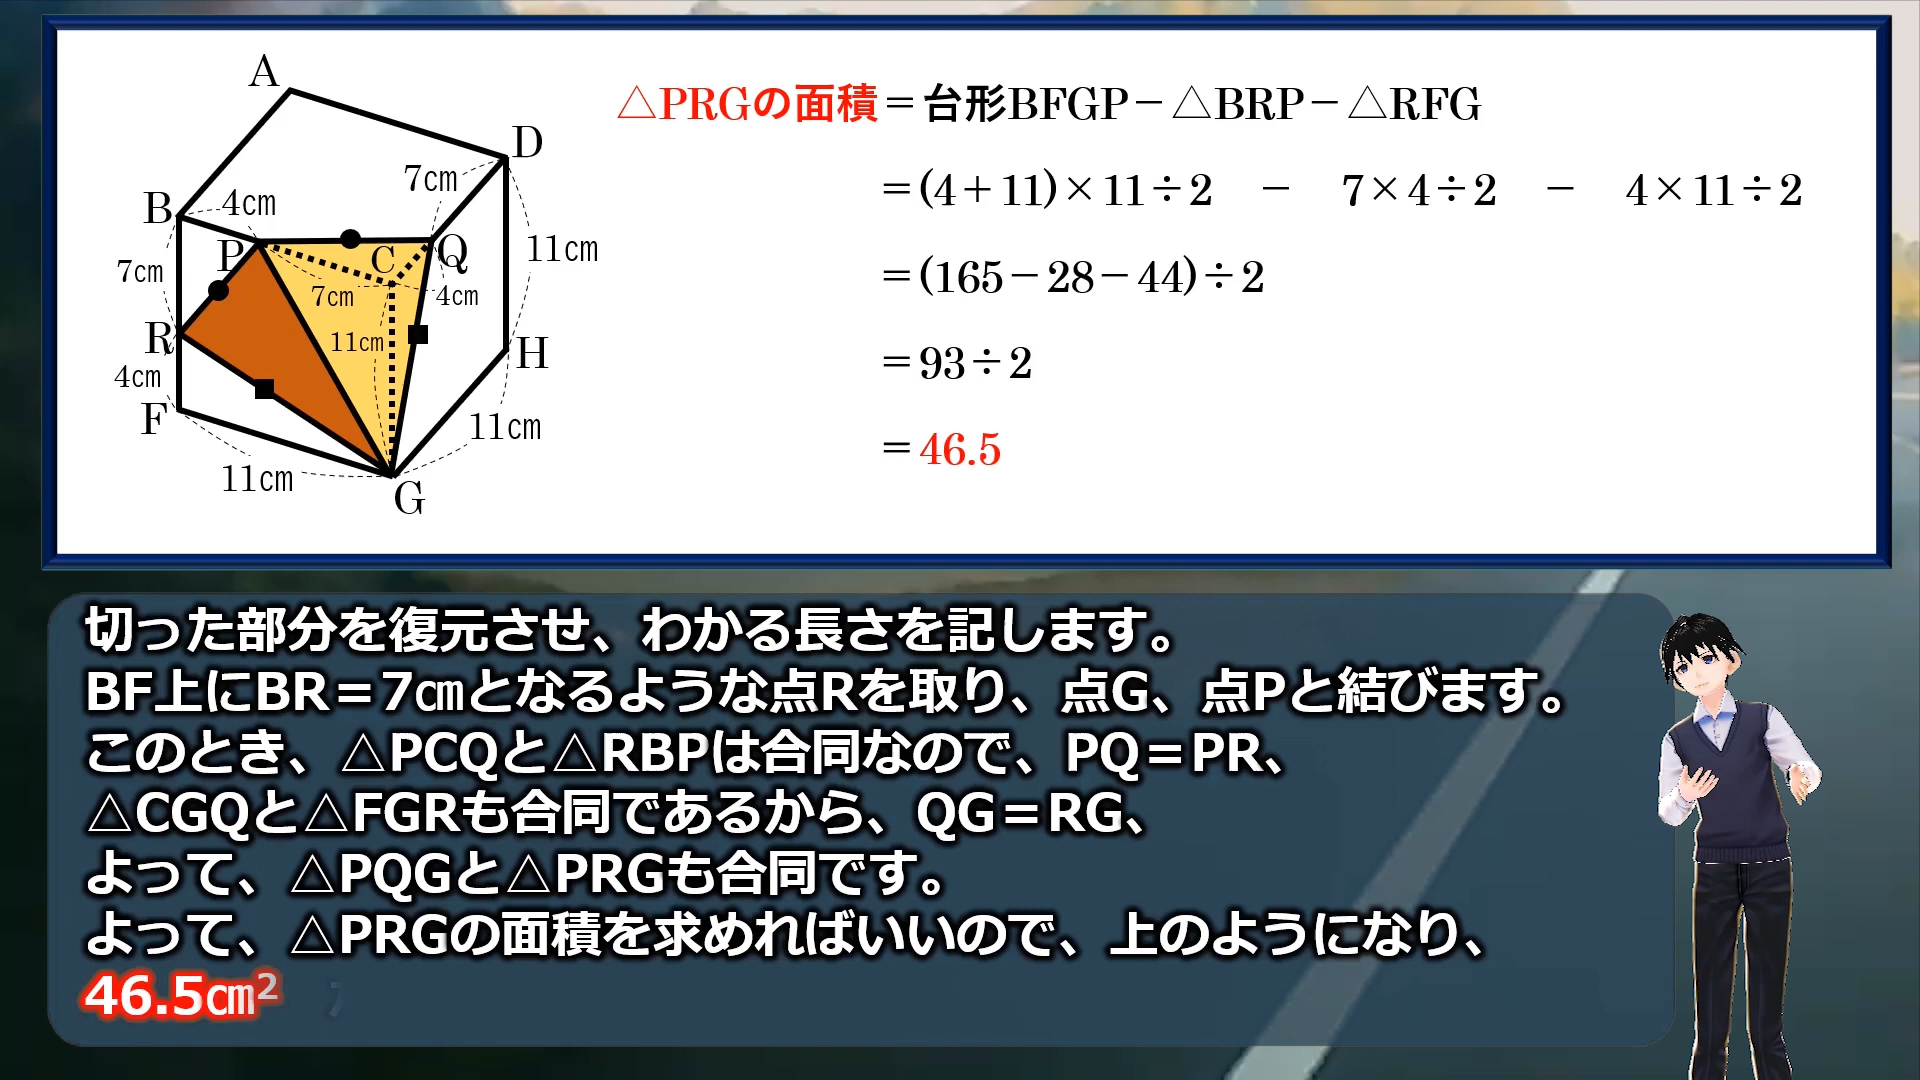 A
D
7cm
B
4cm
P
C
Q
11cm
7cm
7cm
4cm
11cm
R
H
4cm
F
11cm
11cm
G
△PRGの面積＝台形BFGP－△BRP－△RFG
＝(4＋11)×11÷2　－　7×4÷2　－　4×11÷2
＝(165－28－44)÷2
＝93÷2
＝46.5
切った部分を復元させ、わかる長さを記します。
BF上にBR＝7㎝となるような点Rを取り、点G、点Pと結びます。
このとき、△PCQと△RBPは合同なので、PQ＝PR、
△CGQと△FGRも合同であるから、QG＝RG、
よって、△PQGと△PRGも合同です。
よって、△PRGの面積を求めればいいので、上のようになり、
46.5㎝²